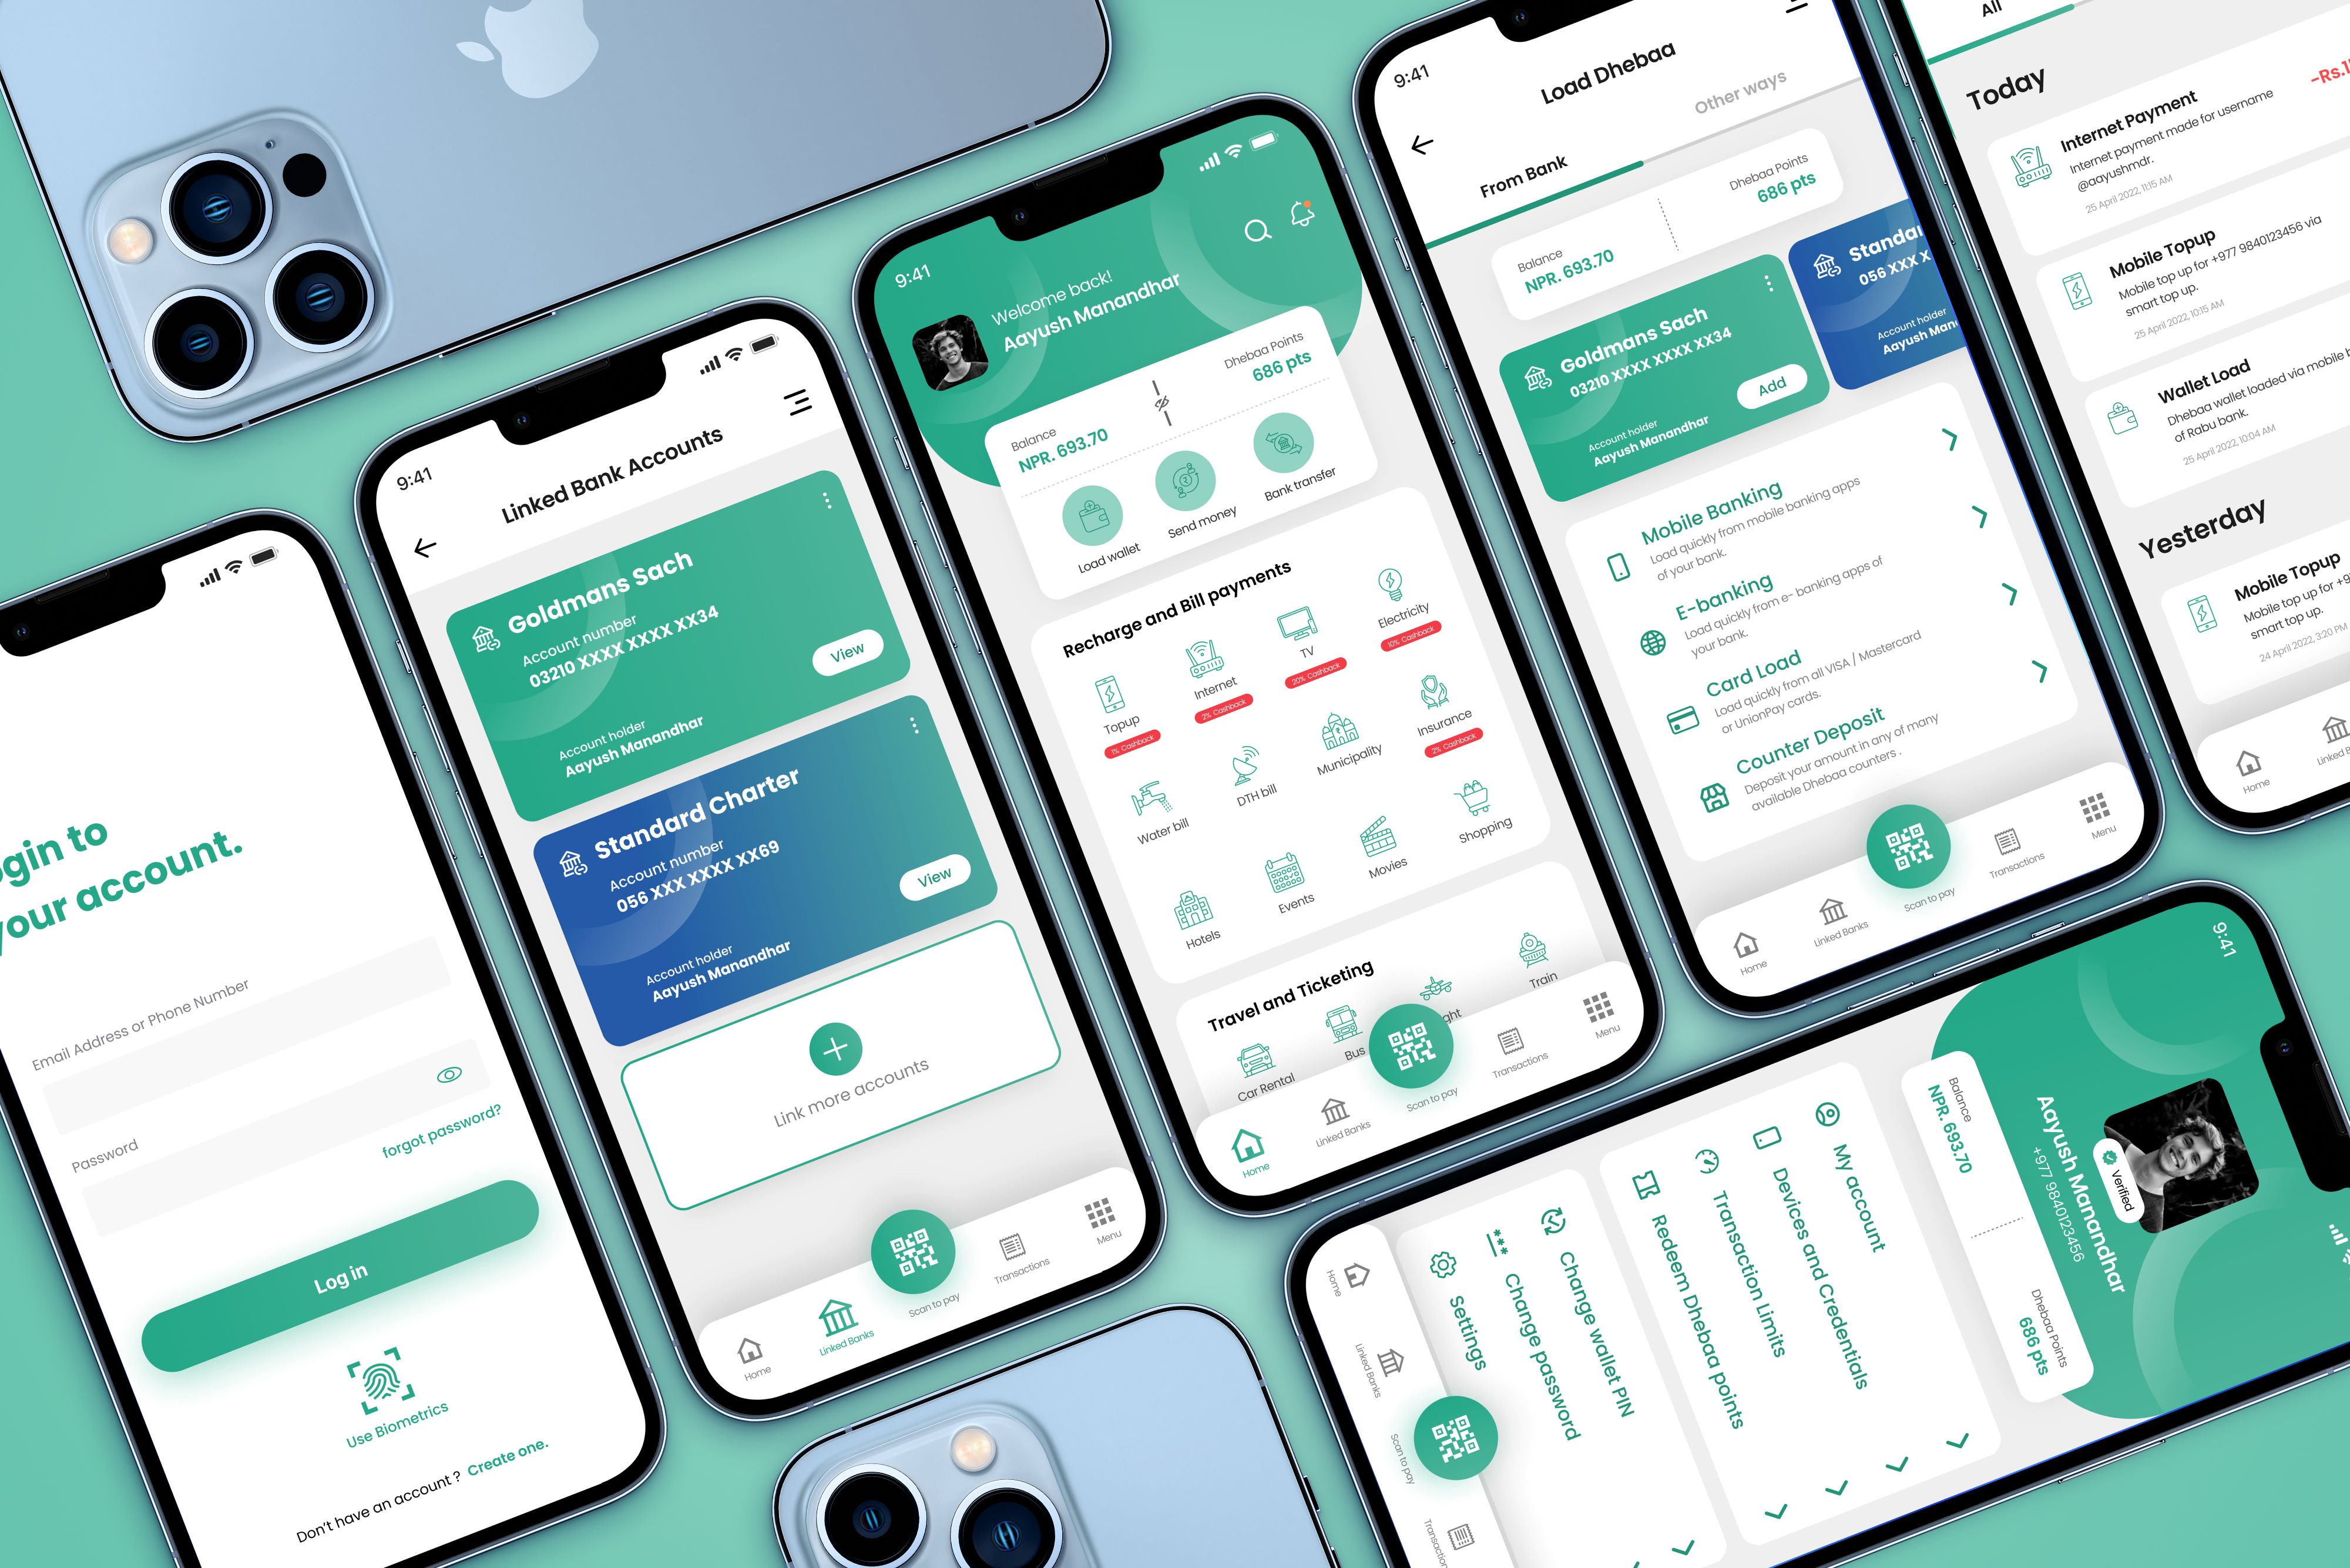 ogin to
your account.
Email Address or Phone Number
Password
forgot password?
Log in
Use Biometrics
Don't have an account ? Create one.
9:41
Linked Bank Accounts
Goldmans Sach
Account number
03210 XXXX XXXX XX34
View
Account holder
Aayush Manandhar
Standard Charter
Account number
056 XXX XXXX XX69
View
Account holder
Aayush Manandhar
Link more accounts
Home
Linked Banks
Scan to pay
Transactions
Menu
9:41
Welcome back!
Aayush Manandhar
Balance
NPR. 693.70
Dhebaa Points
686 pts
Load wallet
Send money
Bank transfer
Recharge and Bill payments
Topup
1% Cashback
Internet
2% Cashback
TV
20% Cashback
Electricity
10% Cashback
Water bill
DTH bill
Municipality
Insurance
2% Cashback
Hotels
Events
Movies
Shopping
Travel and Ticketing
Car Rental
Bus
ght
Train
Home
Linked Banks
Scan to pay
Transactions
Menu
9:41
Load Dhebaa
From Bank
Other ways
Balance
NPR. 693.70
Dhebaa Points
686 pts
Goldmans Sach
03210 XXXX XXXX XX34
Add
Account holder
Aayush Manandhar
Standar
056 XXX X
Account holder
Aayush Man
Mobile Banking
Load quickly from mobile banking apps
of your bank.
E-banking
Load quickly from e- banking apps of
your bank.
Card Load
Load quickly from all VISA / Mastercard
or UnionPay cards.
Counter Deposit
Deposit your amount in any of many
available Dhebaa counters .
Home
Linked Banks
Scan to pay
Transactions
Menu
All
Today
Internet Payment
-Rs.1
Internet payment made for username
@aayushmdr.
25 April 2022, 11:15 AM
Mobile Topup
Mobile top up for +977 9840123456 via
smart top up.
25 April 2022, 10:15 AM
Wallet Load
Dhebaa wallet loaded via mobile b
of Rabu bank.
25 April 2022, 10:04 AM
Yesterday
Mobile Topup
Mobile top up for +9
smart top up.
24 April 2022, 3:20 PM
Home
Linked B
9:41
Verified
Aayush Manandhar
+977 9840123456
Balance
NPR. 693.70
Dhebaa Points
686 pts
My account
Devices and Credentials
Transaction Limits
Redeem Dhebaa points
Change wallet PIN
Change password
Settings
Home
Linked Banks
Scan to pay
Transaction